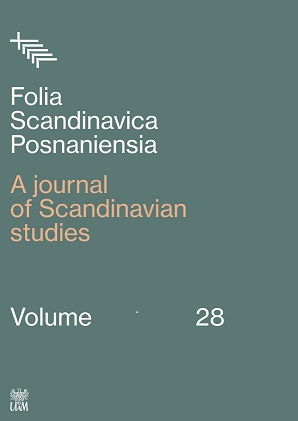 Folia
Scandinavica
Posnaniensia
A journal
of Scandinavian
studies
Volume 28
UAM